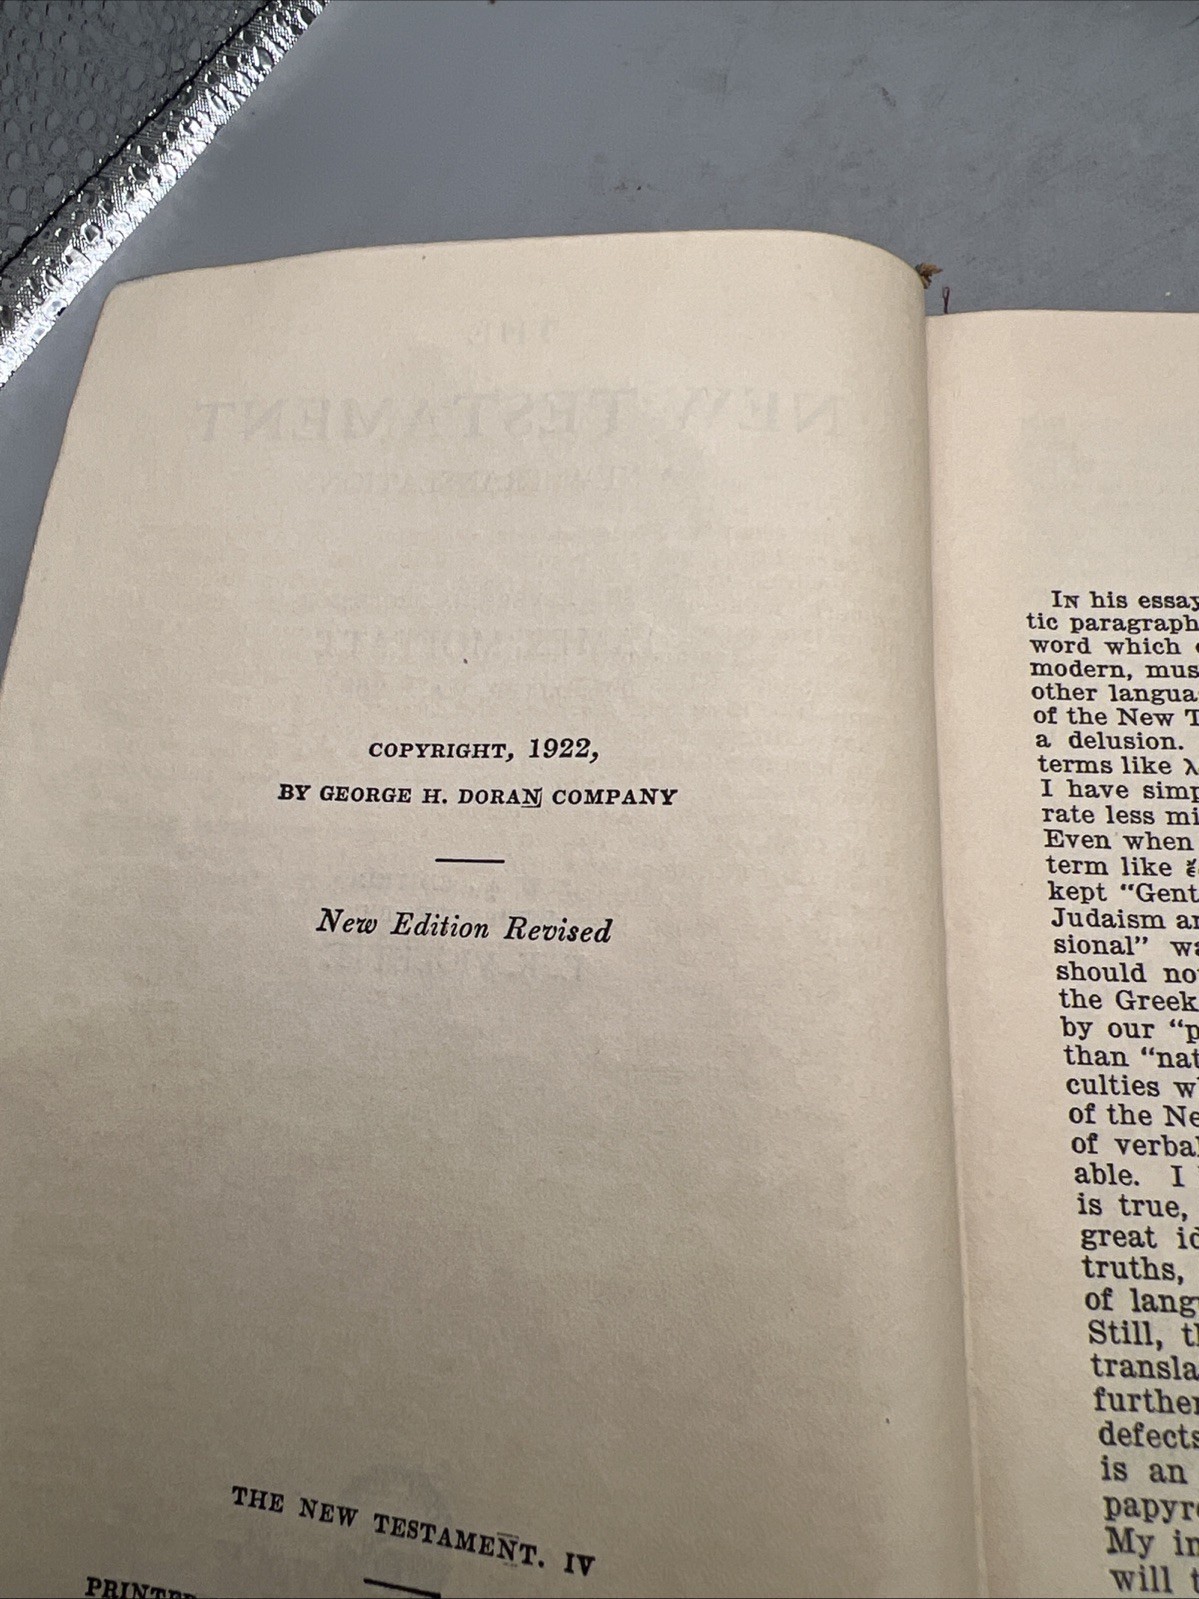 COPYRIGHT, 1922,
BY GEORGE H. DORAN COMPANY
New Edition Revised
THE NEW TESTAMENT. IV
In his essay
tic paragraph
word which
modern, mus
other langua
of the New T
a delusion.
terms like λ
I have simp
rate less mi
Even when
term like
kept “Gent
Judaism an
sional” wa
should no
the Greek
by our “p
than “nat
culties w
of the Ne
of verbal
able. I
is true,
great id
truths,
of lang
Still, t
transla
further
defects
is an
papyr
My in
will t